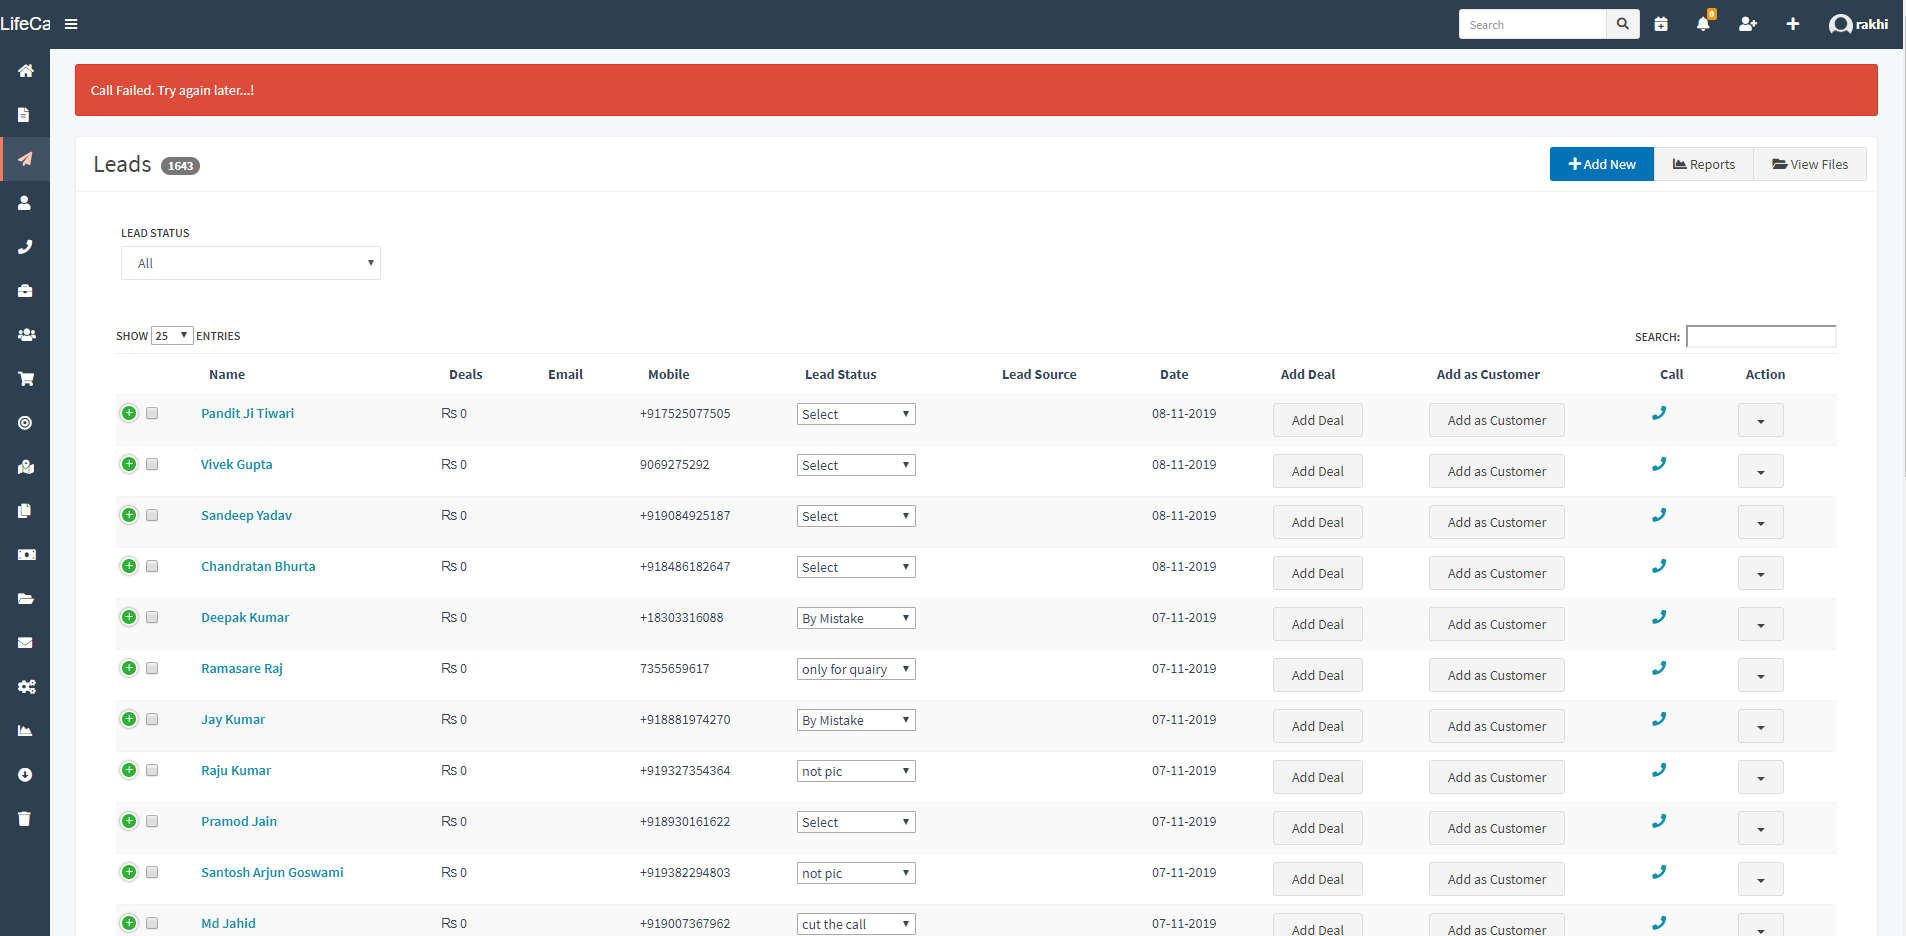 LifeCa
Search
0
rakhi
Call Failed. Try again later...!
Leads 1643
Add New Reports View Files
LEAD STATUS
All
SHOW 25 ENTRIES SEARCH:
Name Deals Email Mobile Lead Status Lead Source Date Add Deal Add as Customer Call Action
Pandit Ji Tiwari Rs 0 +917525077505 Select 08-11-2019 Add Deal Add as Customer
Vivek Gupta Rs 0 9069275292 Select 08-11-2019 Add Deal Add as Customer
Sandeep Yadav Rs 0 +919084925187 Select 08-11-2019 Add Deal Add as Customer
Chandratan Bhurta Rs 0 +918486182647 Select 08-11-2019 Add Deal Add as Customer
Deepak Kumar Rs 0 +18303316088 By Mistake 07-11-2019 Add Deal Add as Customer
Ramasare Raj Rs 0 7355659617 only for quairy 07-11-2019 Add Deal Add as Customer
Jay Kumar Rs 0 +918881974270 By Mistake 07-11-2019 Add Deal Add as Customer
Raju Kumar Rs 0 +919327354364 not pic 07-11-2019 Add Deal Add as Customer
Pramod Jain Rs 0 +918930161622 Select 07-11-2019 Add Deal Add as Customer
Santosh Arjun Goswami Rs 0 +919382294803 not pic 07-11-2019 Add Deal Add as Customer
Md Jahid Rs 0 +919007367962 cut the call 07-11-2019 Add Deal Add as Customer